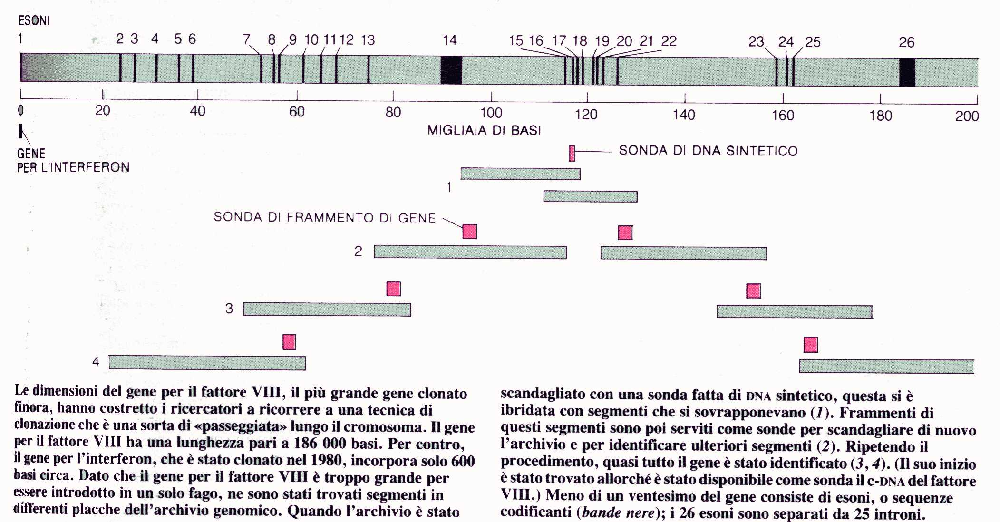 ESONI
1 2 3 4 5 6 7 8 9 10 11 12 13 14 15 16 17 18 19 20 21 22 23 24 25 26
0 20 40 60 80 100 120 140 160 180 200
MIGLIAIA DI BASI
GENE
PER L'INTERFERON
SONDA DI DNA SINTETICO
1
SONDA DI FRAMMENTO DI GENE
2
3
4
Le dimensioni del gene per il fattore VIII, il più grande gene clonato
finora, hanno costretto i ricercatori a ricorrere a una tecnica di
clonazione che è una sorta di «passeggiata» lungo il cromosoma. Il gene
per il fattore VIII ha una lunghezza pari a 186 000 basi. Per contro,
il gene per l'interferon, che è stato clonato nel 1980, incorpora solo 600
basi circa. Dato che il gene per il fattore VIII è troppo grande per
essere introdotto in un solo fago, ne sono stati trovati segmenti in
differenti placche dell'archivio genomico. Quando l'archivio è stato
scandagliato con una sonda fatta di DNA sintetico, questa si è
ibridata con segmenti che si sovrapponevano (1). Frammenti di
questi segmenti sono poi serviti come sonde per scandagliare di nuovo
l'archivio e per identificare ulteriori segmenti (2). Ripetendo il
procedimento, quasi tutto il gene è stato identificato (3, 4). (Il suo inizio
è stato trovato allorché è stato disponibile come sonda il c-DNA del fattore
VIII.) Meno di un ventesimo del gene consiste di esoni, o sequenze
codificanti (bande nere); i 26 esoni sono separati da 25 introni.